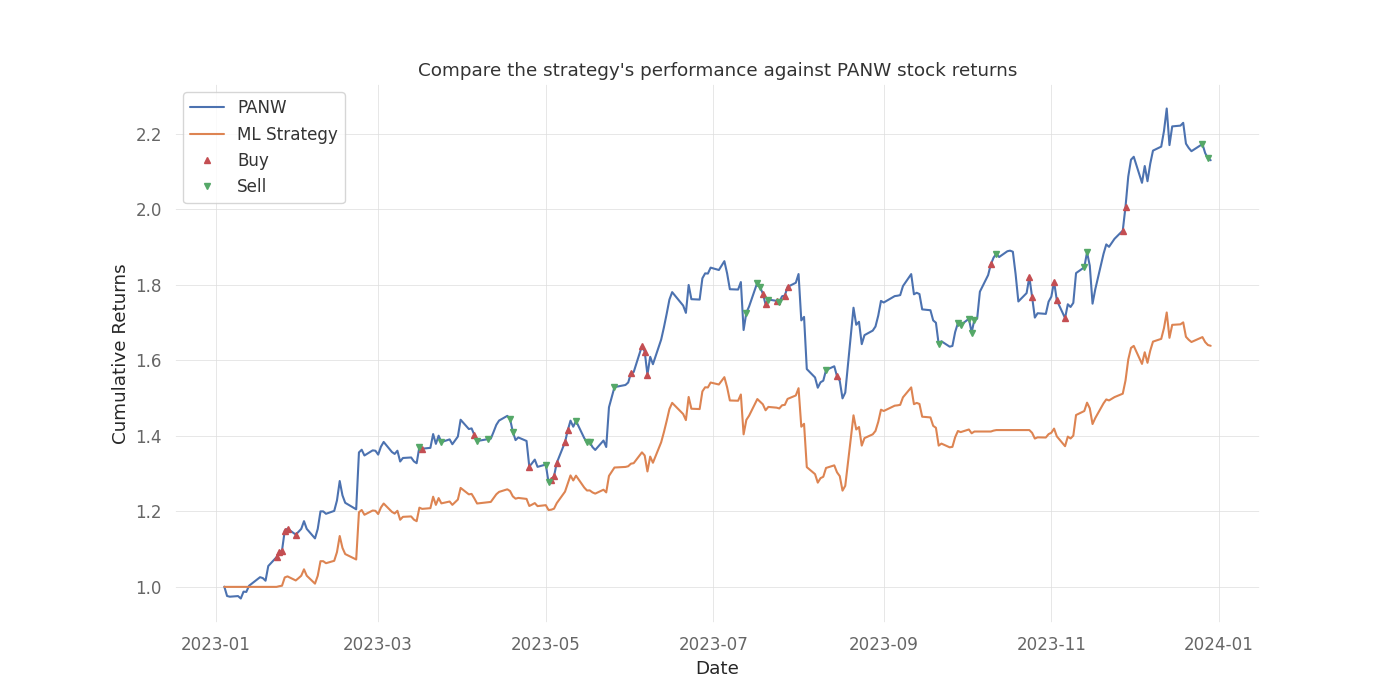 Compare the strategy's performance against PANW stock returns
PANW
ML Strategy
Buy
Sell
Cumulative Returns
2.2
2.0
1.8
1.6
1.4
1.2
1.0
2023-01 2023-03 2023-05 2023-07 2023-09 2023-11 2024-01
Date